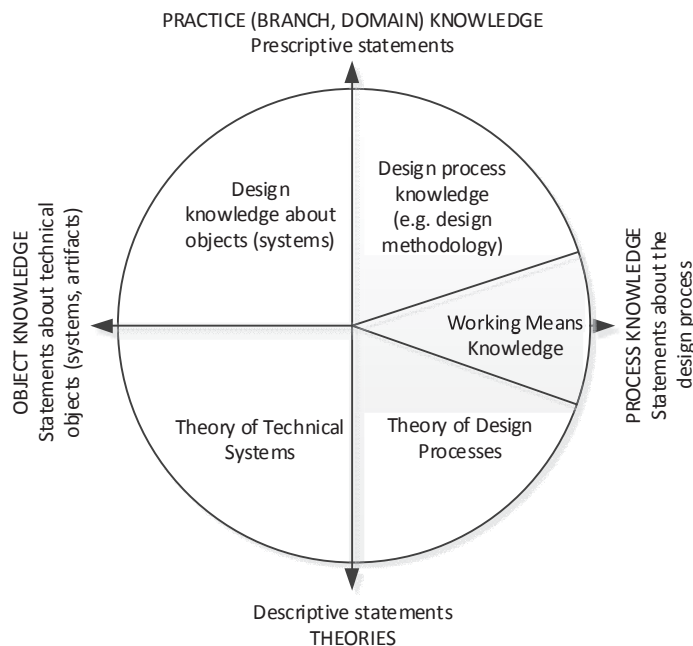 PRACTICE (BRANCH, DOMAIN) KNOWLEDGE
Prescriptive statements
Design
knowledge about
objects (systems)
Design process
knowledge
(e.g. design
methodology)
OBJECT KNOWLEDGE
Statements about technical
objects (systems, artifacts)
Working Means
Knowledge
PROCESS KNOWLEDGE
Statements about the
design process
Theory of Technical
Systems
Theory of Design
Processes
Descriptive statements
THEORIES